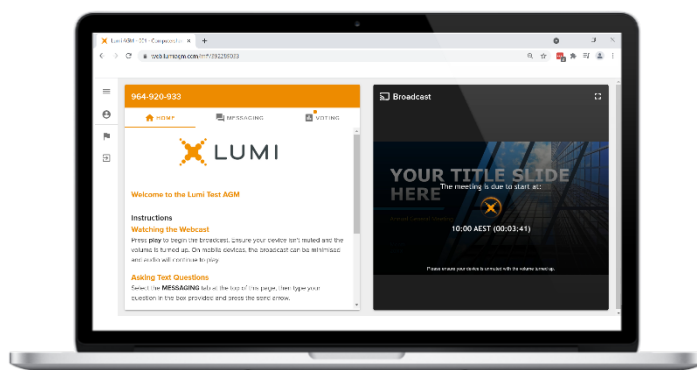 964-920-933
HOME
MESSAGING
VOTING
LUMI
Welcome to the Lumi Test AGM
Instructions
Watching the Webcast
Press play to begin the broadcast. Ensure your device isn't muted and the
volume is turned up. On mobile devices, the broadcast can be minimised
and audio will continue to play.
Asking Text Questions
Select the MESSAGING tab at the top of this page, then type your
question in the box provided and press the send arrow.
Broadcast
YOUR TITLE SLIDE
HERE
The meeting is due to start at:
10:00 AEST (00:03:41)
Please ensure your device is unmuted with the volume turned up.